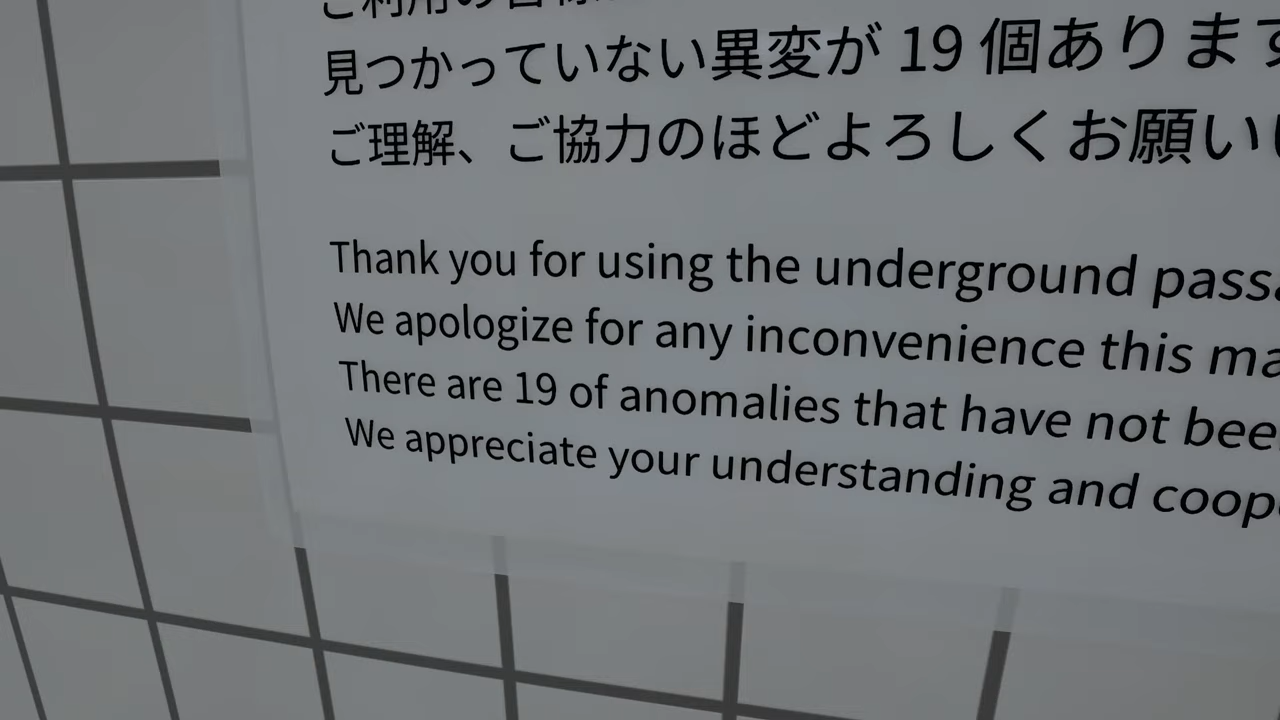 見つかっていない異変が 19 個あります
ご理解、ご協力のほどよろしくお願い
Thank you for using the underground
We apologize for any inconvenience this
There are 19 of anomalies that have not
We appreciate your understanding and